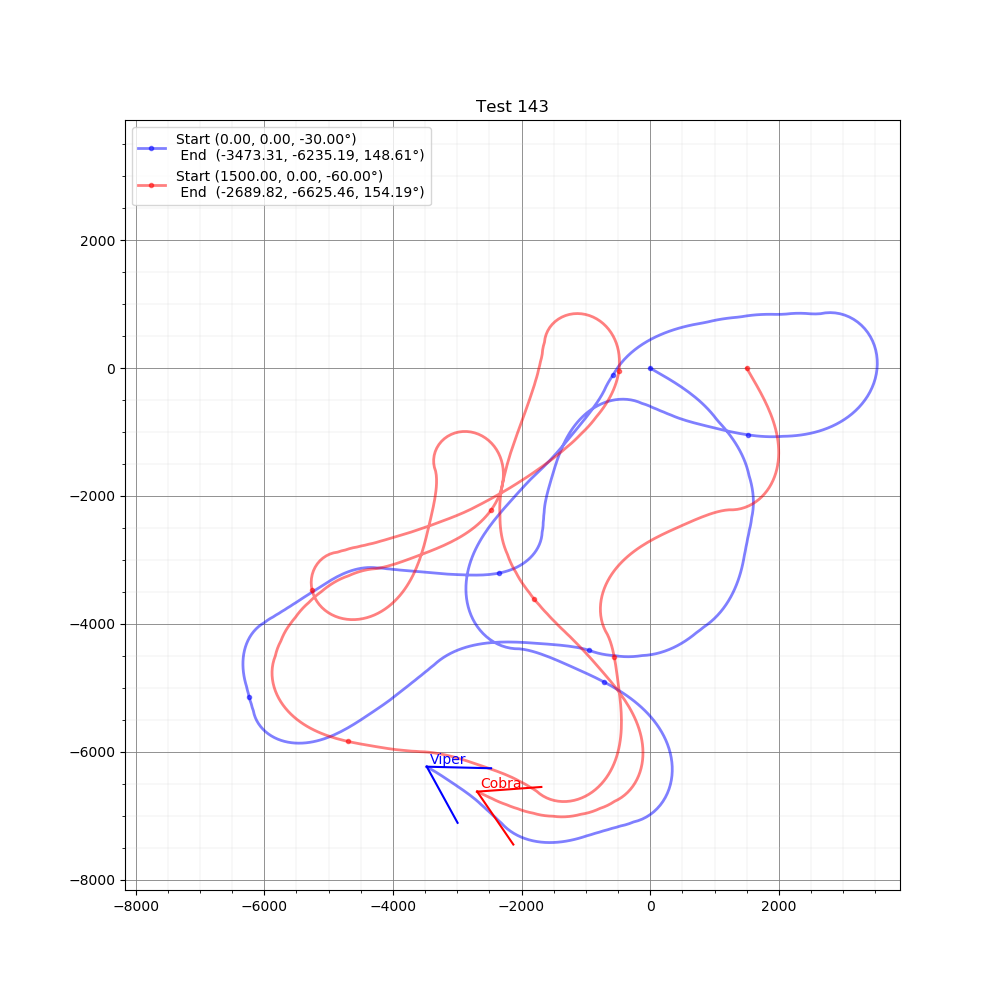 Test 143
Start (0.00, 0.00, -30.00°)
End  (-3473.31, -6235.19, 148.61°)
Start (1500.00, 0.00, -60.00°)
End  (-2689.82, -6625.46, 154.19°)
2000
0
−2000
−4000
−6000
−8000
Viper
Cobra
−8000
−6000
−4000
−2000
0
2000